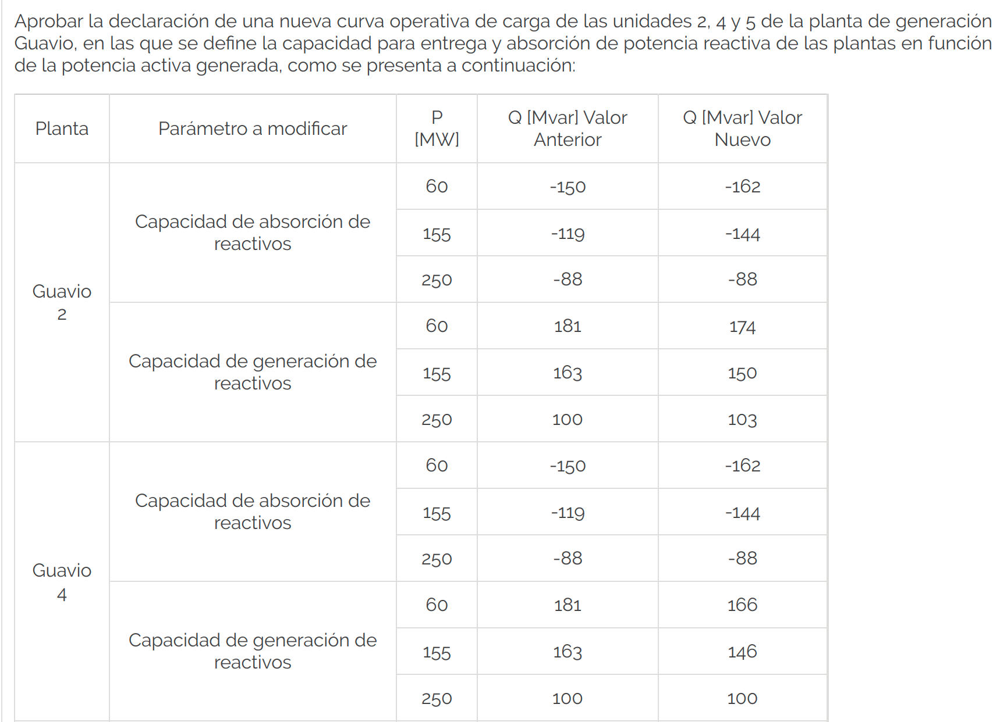 Aprobar la declaración de una nueva curva operativa de carga de las unidades 2, 4 y 5 de la planta de generación
Guavio, en las que se define la capacidad para entrega y absorción de potencia reactiva de las plantas en función
de la potencia activa generada, como se presenta a continuación:
Planta
Parámetro a modificar
P
[MW]
Q [Mvar] Valor
Anterior
Q [Mvar] Valor
Nuevo
Guavio
2
Capacidad de absorción de
reactivos
60
-150
-162
155
-119
-144
250
-88
-88
Capacidad de generación de
reactivos
60
181
174
155
163
150
250
100
103
Guavio
4
Capacidad de absorción de
reactivos
60
-150
-162
155
-119
-144
250
-88
-88
Capacidad de generación de
reactivos
60
181
166
155
163
146
250
100
100